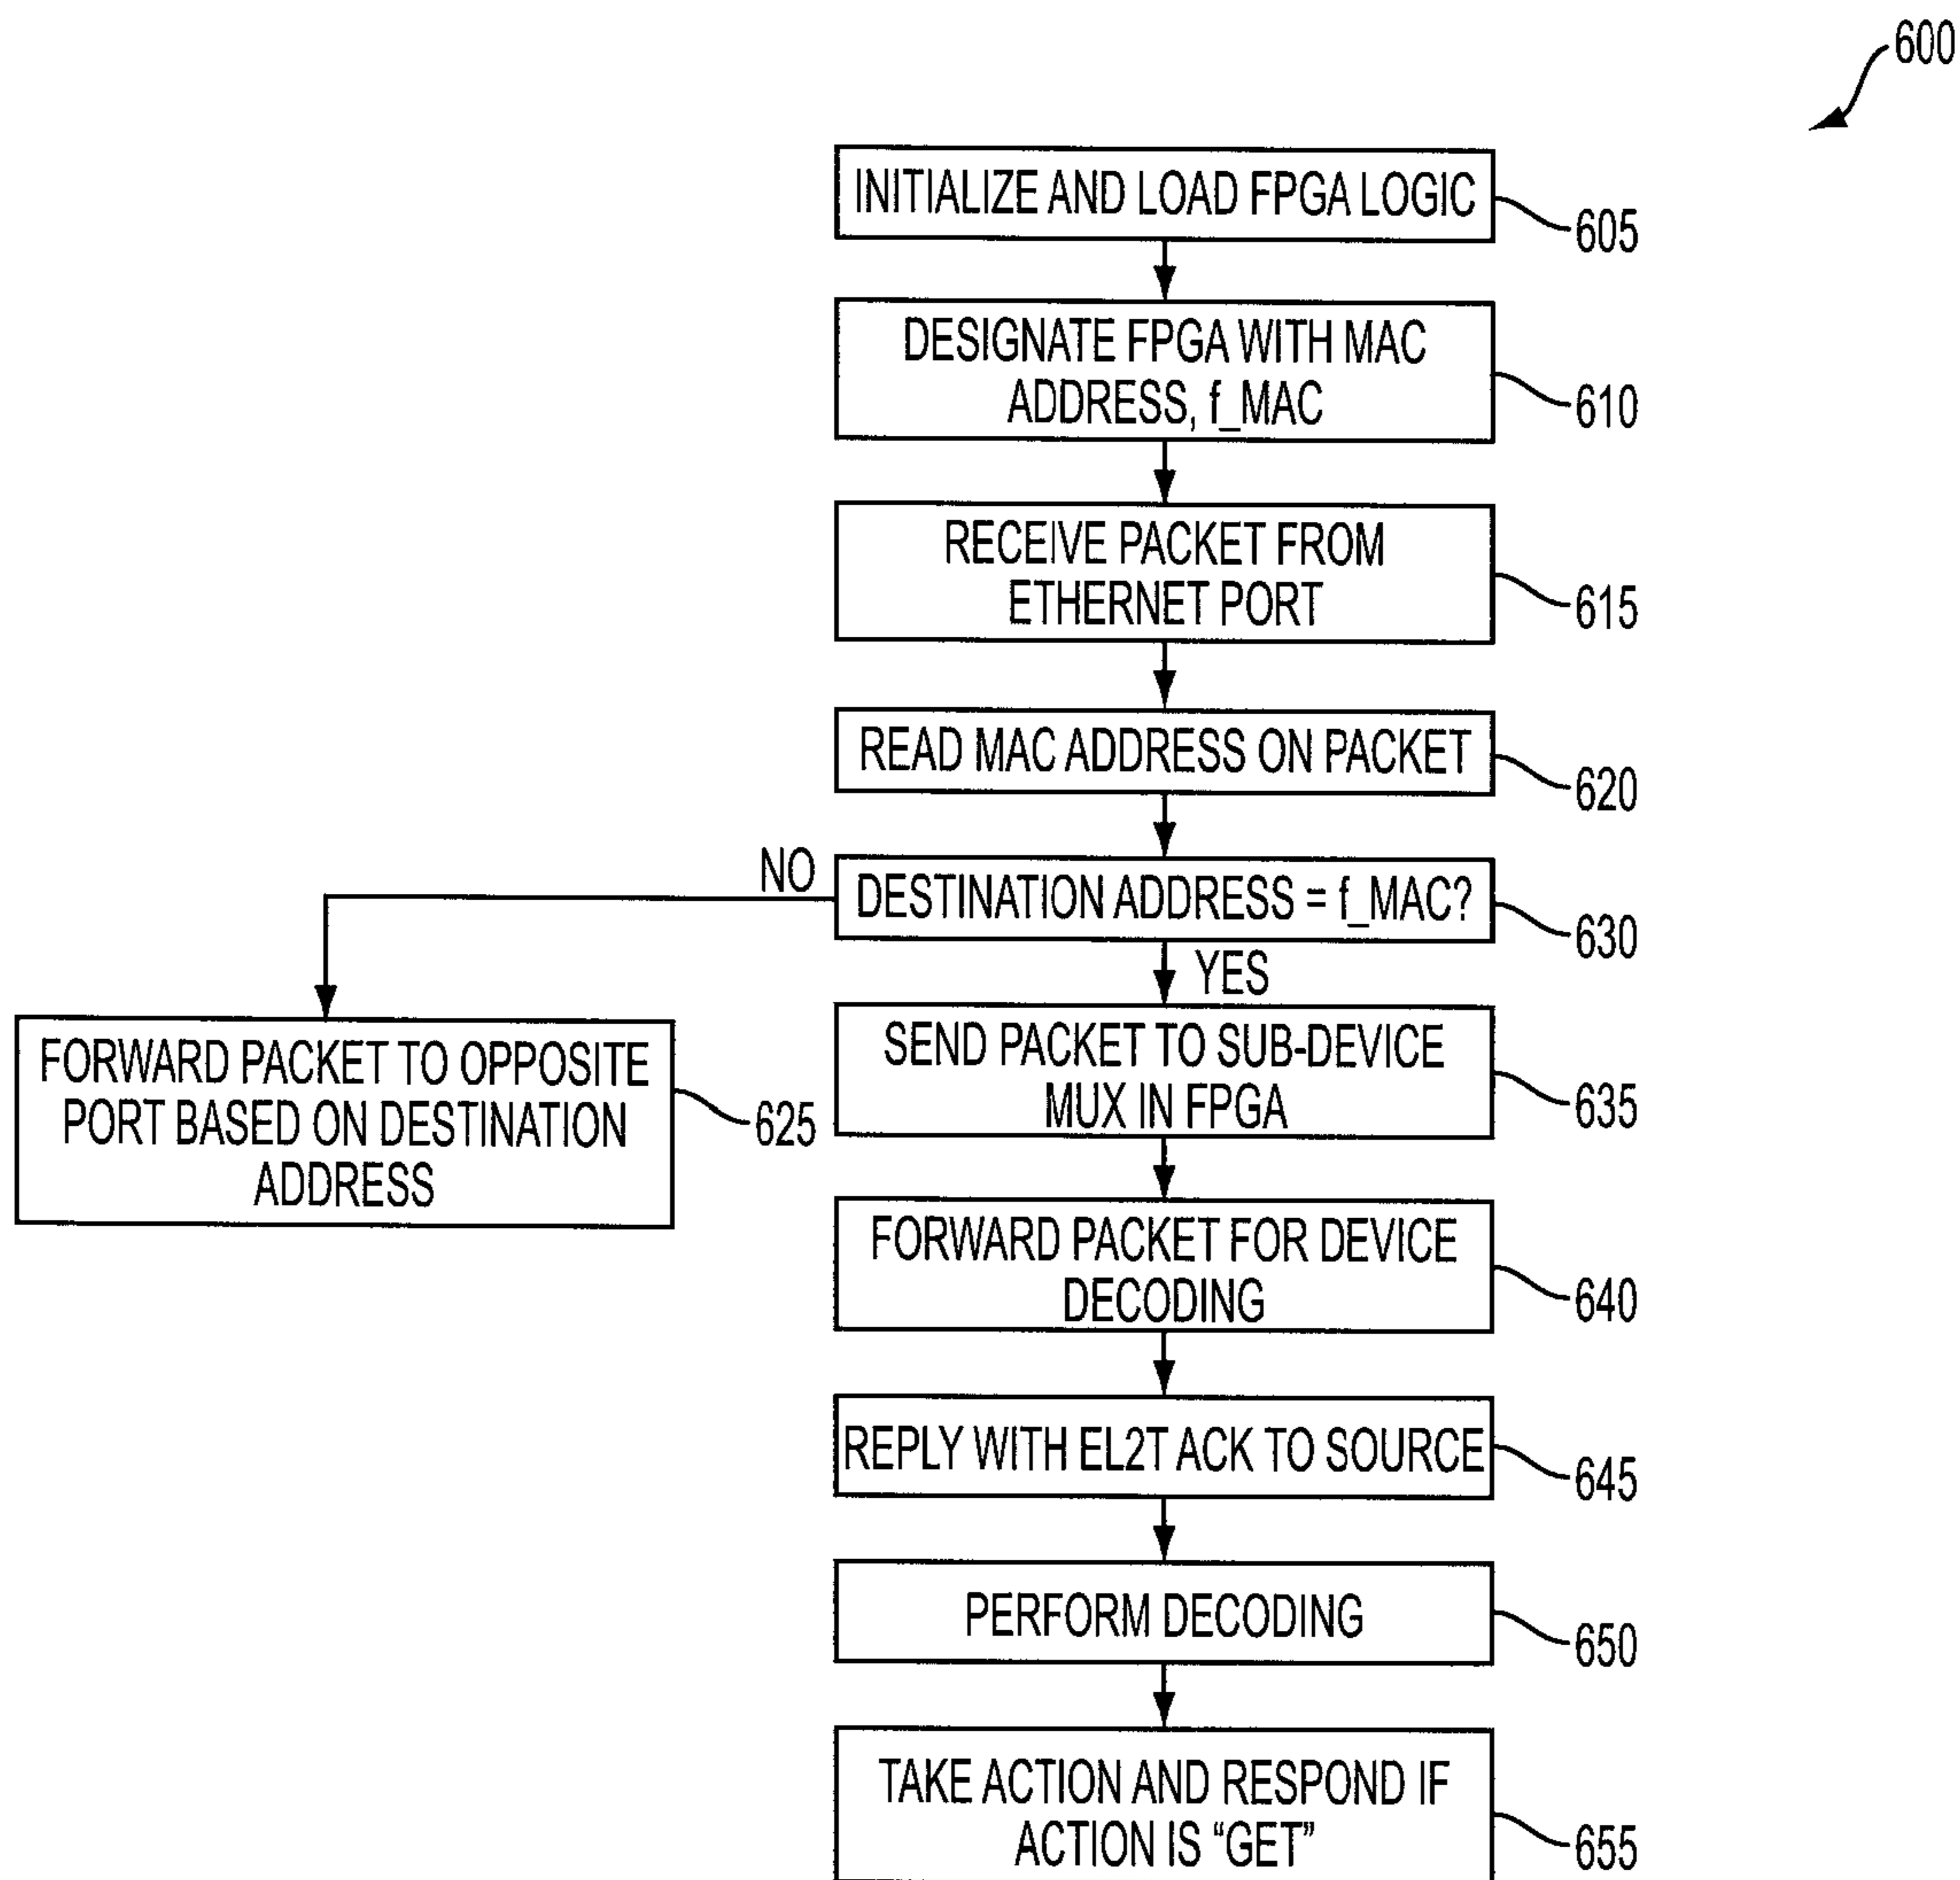 600
INITIALIZE AND LOAD FPGA LOGIC
605
DESIGNATE FPGA WITH MAC
ADDRESS, f_MAC
610
RECEIVE PACKET FROM
ETHERNET PORT
615
READ MAC ADDRESS ON PACKET
620
NO
DESTINATION ADDRESS = f_MAC?
630
YES
FORWARD PACKET TO OPPOSITE
PORT BASED ON DESTINATION
ADDRESS
625
SEND PACKET TO SUB-DEVICE
MUX IN FPGA
635
FORWARD PACKET FOR DEVICE
DECODING
640
REPLY WITH EL2T ACK TO SOURCE
645
PERFORM DECODING
650
TAKE ACTION AND RESPOND IF
ACTION IS “GET”
655